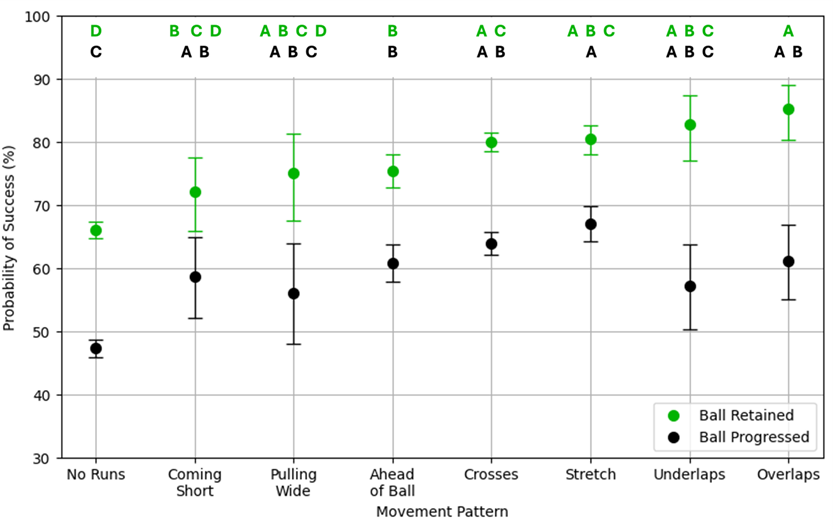 100
D B C D A B C D B A C A B C A B C A
C A B A B C B A B A A B C A B
90
80
70
60
50
40
30
Probability of Success (%)
Ball Retained
Ball Progressed
No Runs Coming Short Pulling Wide Ahead of Ball Crosses Stretch Underlaps Overlaps
Movement Pattern